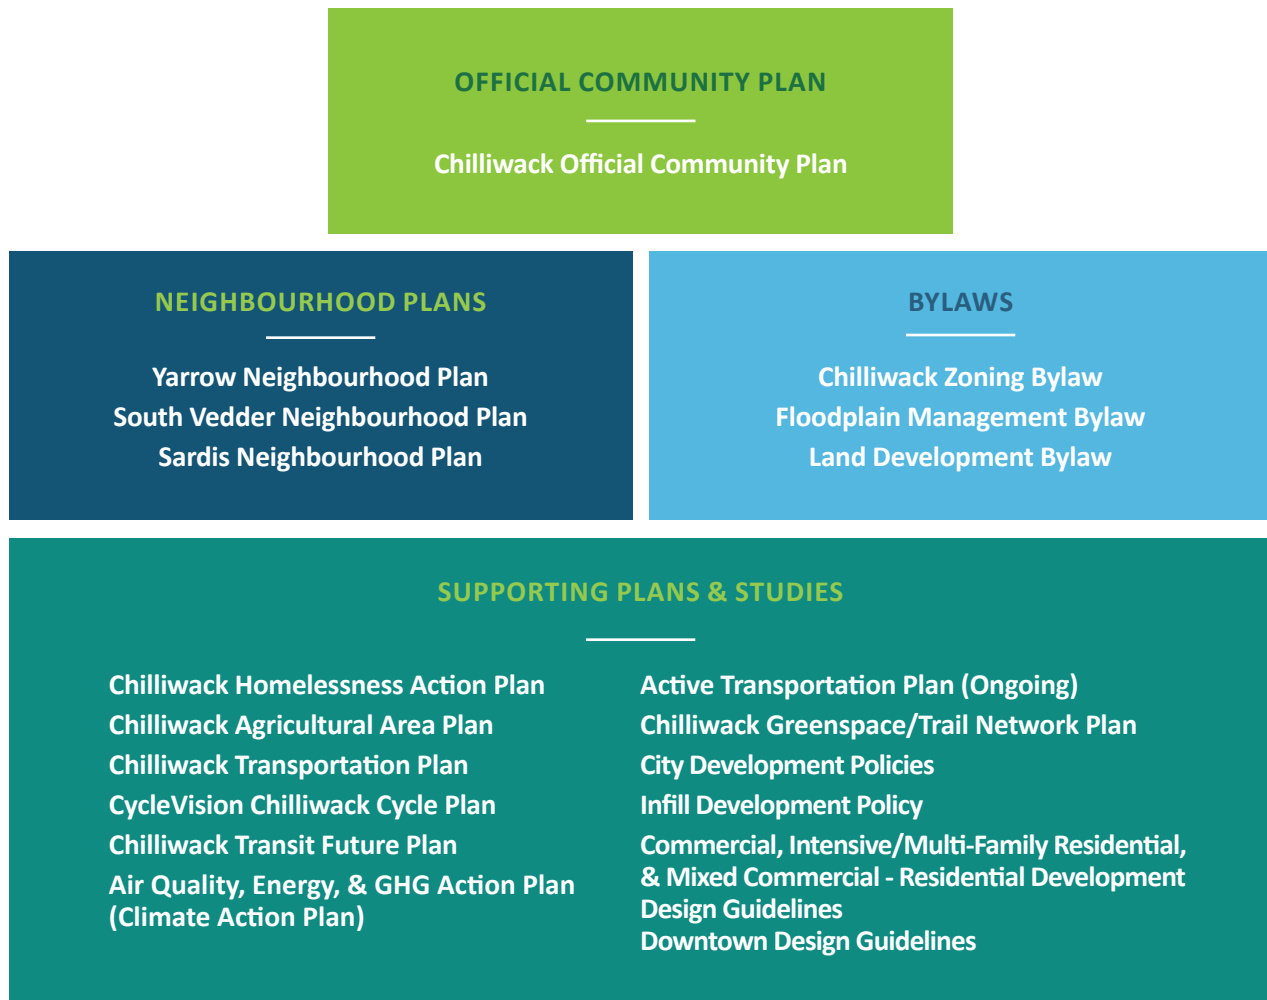 OFFICIAL COMMUNITY PLAN
Chilliwack Official Community Plan
NEIGHBOURHOOD PLANS
Yarrow Neighbourhood Plan
South Vedder Neighbourhood Plan
Sardis Neighbourhood Plan
BYLAWS
Chilliwack Zoning Bylaw
Floodplain Management Bylaw
Land Development Bylaw
SUPPORTING PLANS & STUDIES
Chilliwack Homelessness Action Plan
Chilliwack Agricultural Area Plan
Chilliwack Transportation Plan
CycleVision Chilliwack Cycle Plan
Chilliwack Transit Future Plan
Air Quality, Energy, & GHG Action Plan
(Climate Action Plan)
Active Transportation Plan (Ongoing)
Chilliwack Greenspace/Trail Network Plan
City Development Policies
Infill Development Policy
Commercial, Intensive/Multi-Family Residential,
& Mixed Commercial - Residential Development
Design Guidelines
Downtown Design Guidelines